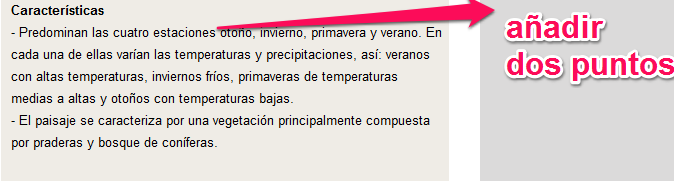 Características
- Predominan las cuatro estaciones otoño, invierno, primavera y verano. En
cada una de ellas varían las temperaturas y precipitaciones, así: veranos
con altas temperaturas, inviernos fríos, primaveras de temperaturas
medias a altas y otoños con temperaturas bajas.
- El paisaje se caracteriza por una vegetación principalmente compuesta
por praderas y bosque de coníferas.
añadir
dos puntos